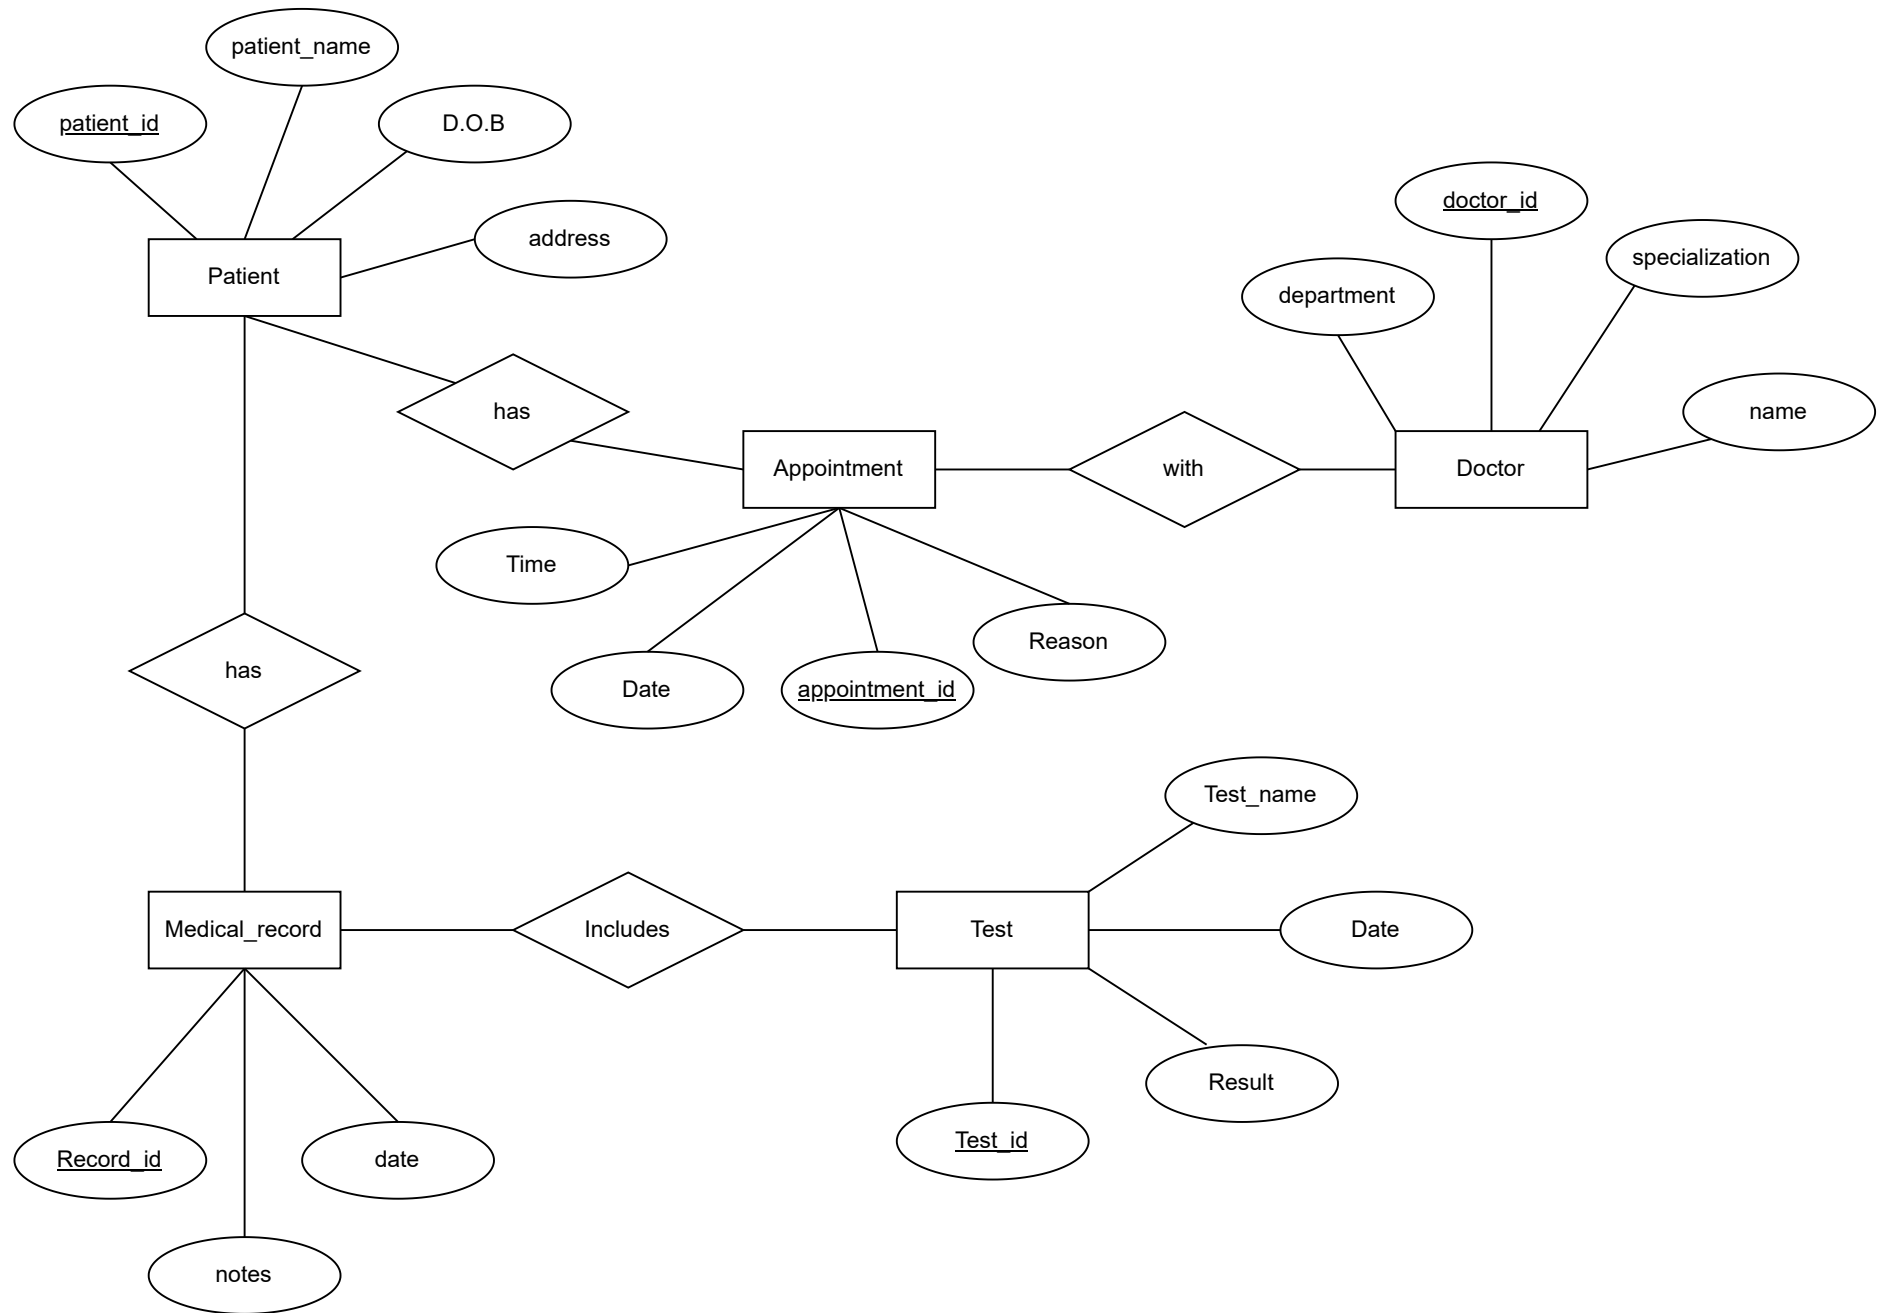 patient_name
patient_id
D.O.B
address
Patient
doctor_id
specialization
department
name
has
Appointment
with
Doctor
Time
Reason
has
Date
appointment_id
Test_name
Medical_record
Includes
Test
Date
Result
Test_id
Record_id
date
notes